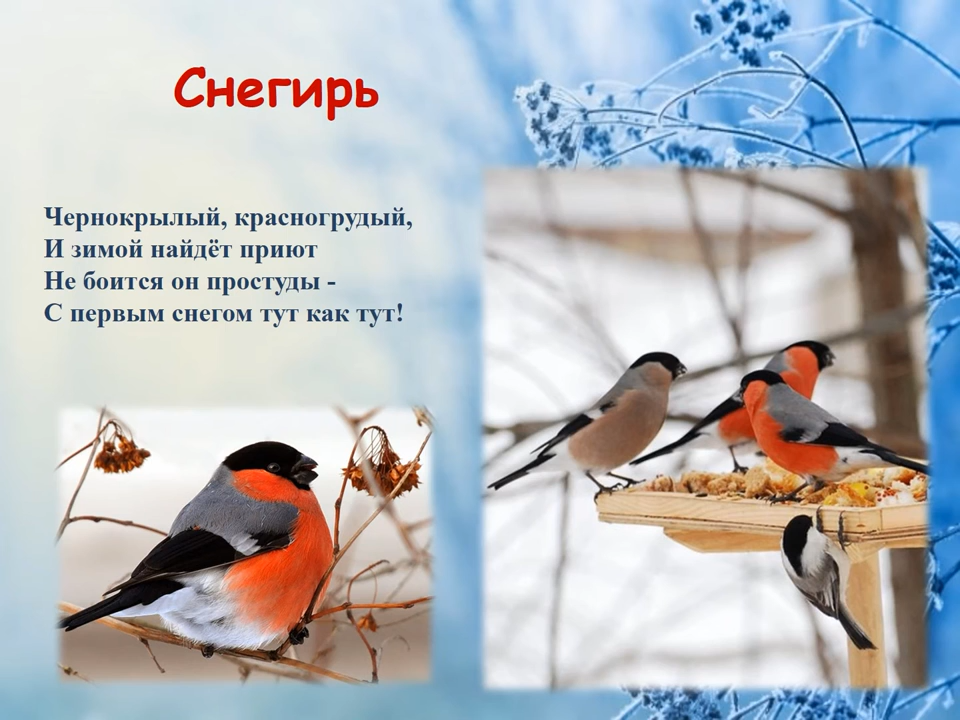 Снегирь
Чернокрылый, красногрудый,
И зимой найдёт приют
Не боится он простуды -
С первым снегом тут как тут!